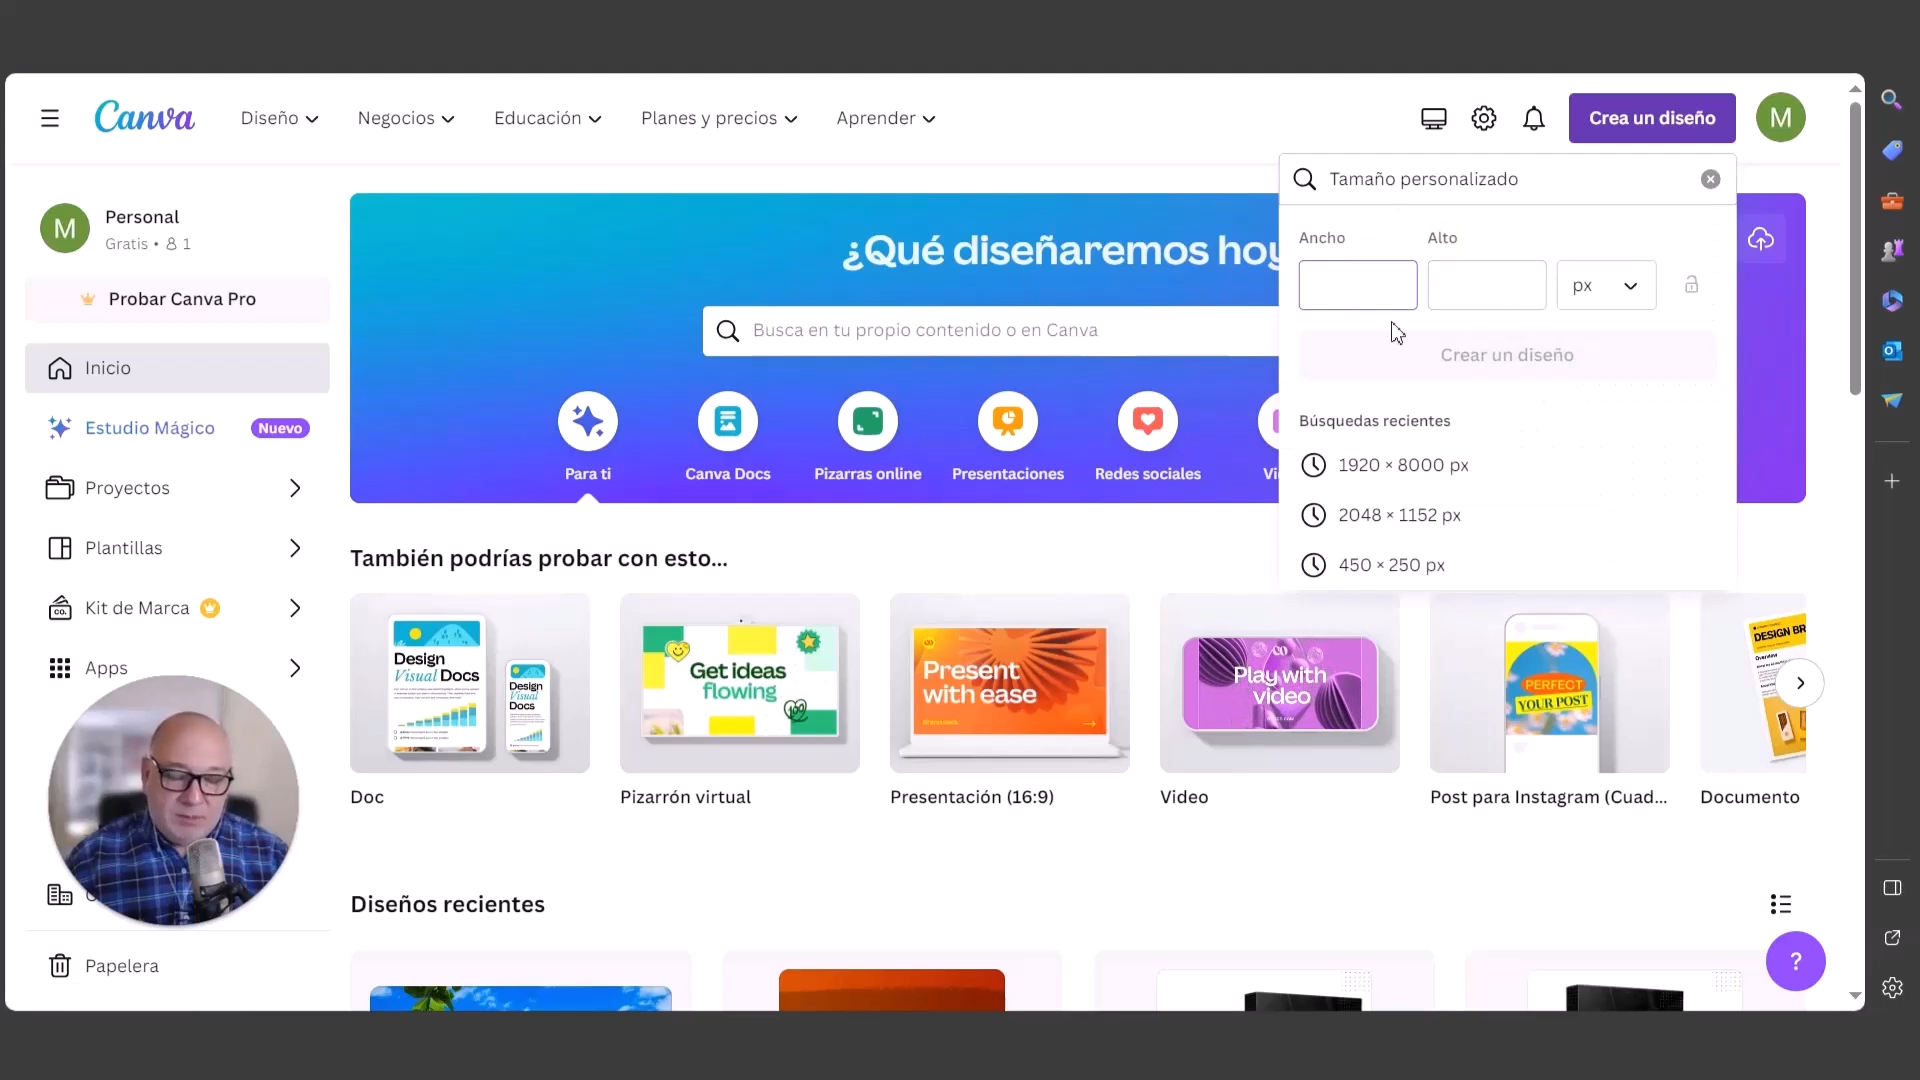 Canva
Diseño
Negocios
Educación
Planes y precios
Aprender
Crea un diseño
M
M
Personal
Gratis • 1
Probar Canva Pro
Inicio
Estudio Mágico
Nuevo
Proyectos
Plantillas
CO.
Kit de Marca
Apps
Papelera
¿Qué diseñaremos hoy
Busca en tu propio contenido o en Canva
Para ti
Canva Docs
Pizarras online
Presentaciones
Redes sociales
Tamaño personalizado
Ancho
Alto
px
Crear un diseño
Búsquedas recientes
1920 × 8000 px
2048 × 1152 px
450 × 250 px
También podrías probar con esto...
Design
Visual Docs
Design
Visual
Docs
Get ideas
flowing
100
Present
with ease
Play with
video
PERFECT
YOUR POST
DESIGN BR
Overview
Doc
Pizarrón virtual
Presentación (16:9)
Video
Post para Instagram (Cuad...
Documento
Diseños recientes
?